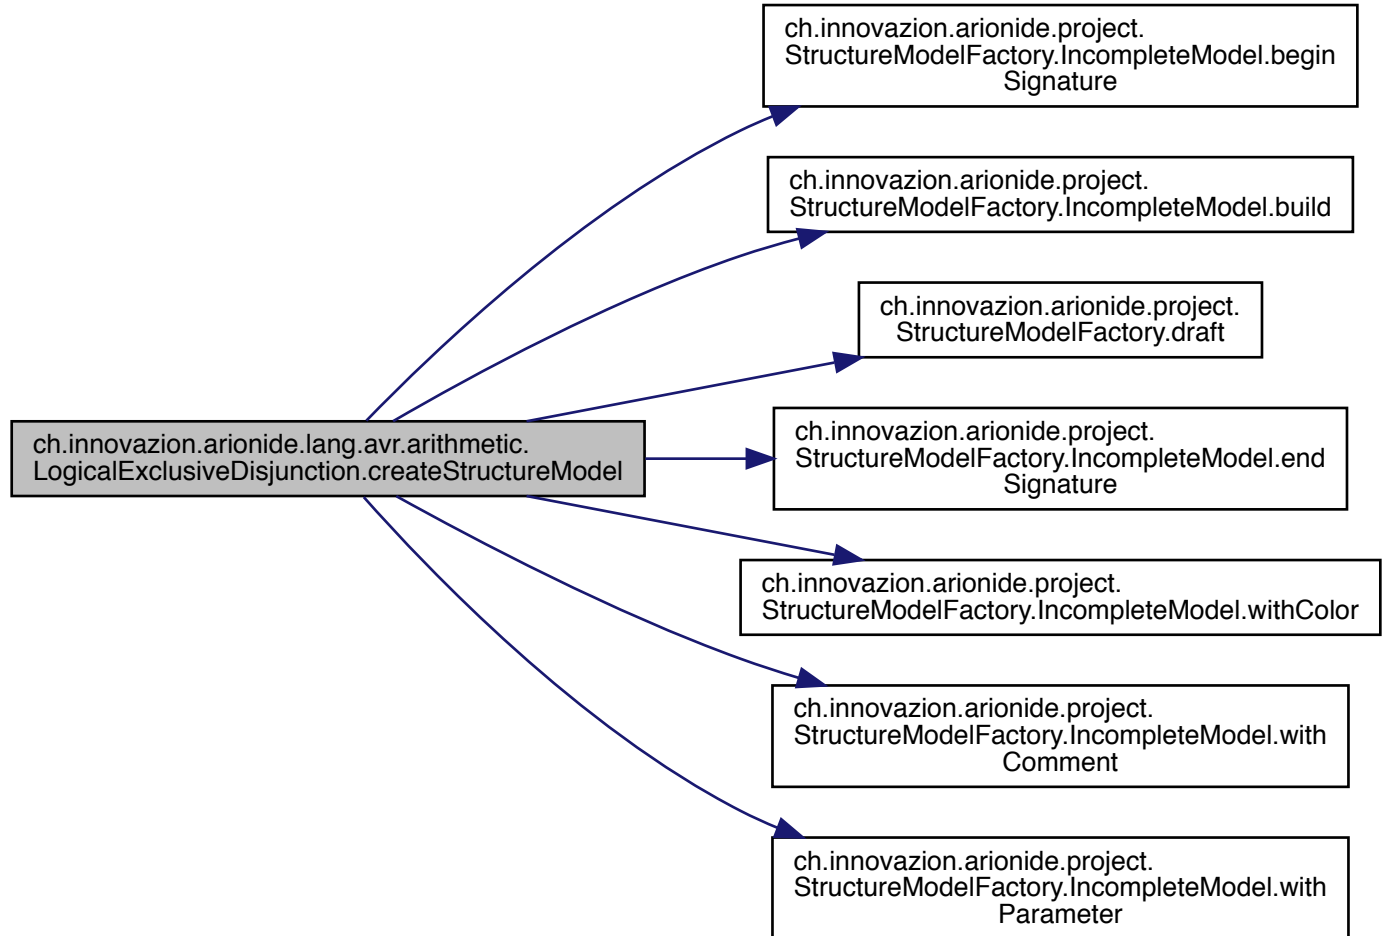 ch.innovazion.arionide.project.
StructureModelFactory.IncompleteModel.begin
Signature
ch.innovazion.arionide.project.
StructureModelFactory.IncompleteModel.build
ch.innovazion.arionide.project.
StructureModelFactory.draft
ch.innovazion.arionide.lang.avr.arithmetic.
LogicalExclusiveDisjunction.createStructureModel
ch.innovazion.arionide.project.
StructureModelFactory.IncompleteModel.end
Signature
ch.innovazion.arionide.project.
StructureModelFactory.IncompleteModel.withColor
ch.innovazion.arionide.project.
StructureModelFactory.IncompleteModel.with
Comment
ch.innovazion.arionide.project.
StructureModelFactory.IncompleteModel.with
Parameter